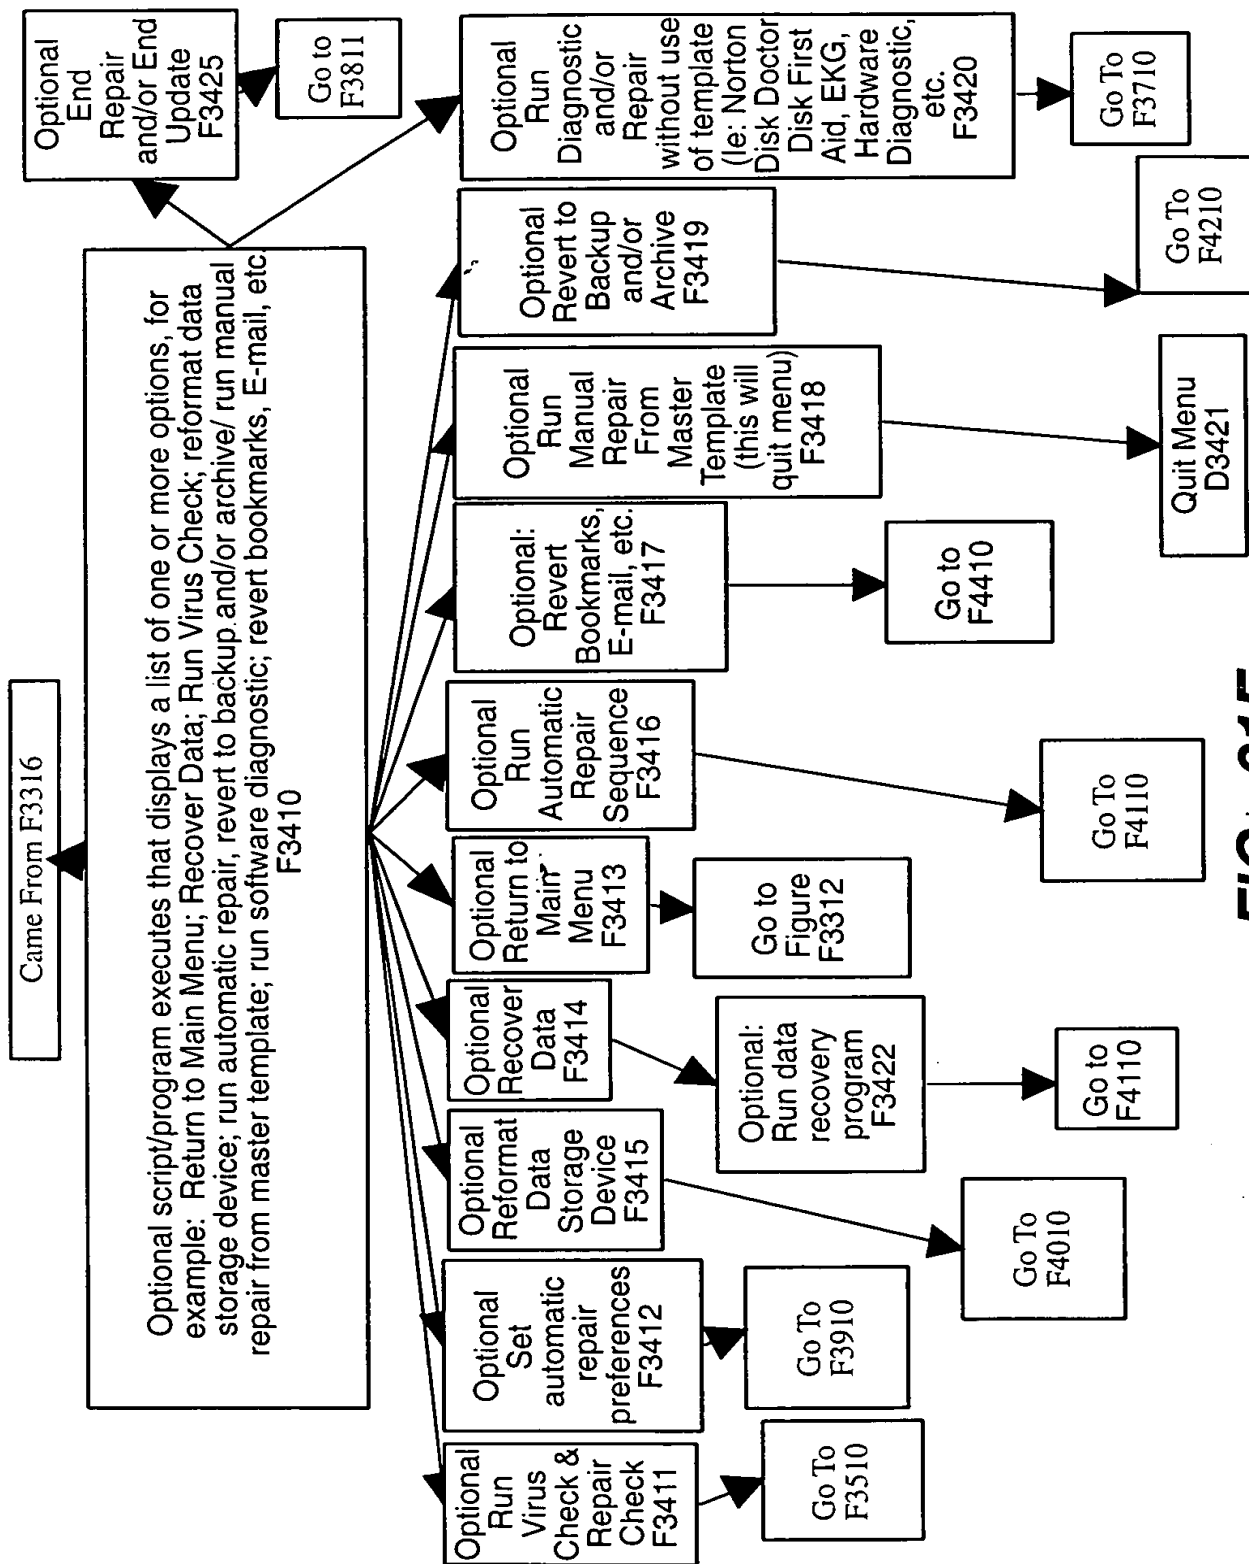 Came From F3316
Optional script/program executes that displays a list of one or more options, for
example: Return to Main Menu; Recover Data; Run Virus Check; reformat data
storage device; run automatic repair, revert to backup and/or archive/ run manual
repair from master template; run software diagnostic; revert bookmarks, E-mail, etc.
F3410
Optional
End
Repair
and/or End
Update
F3425
Go to
F3811
Optional
Run
Virus
Check &
Repair
Check
F3411
Go To
F3510
Optional
Set
automatic
repair
preferences
F3412
Go To
F3910
Optional
Reformat
Data
Storage
Device
F3415
Go To
F4010
Optional
Recover
Data
F3414
Optional:
Run data
recovery
program
F3422
Go to
F4110
Optional
Return to
Main
Menu
F3413
Go to
Figure
F3312
Optional
Run
Automatic
Repair
Sequence
F3416
Go To
F4110
Optional:
Revert
Bookmarks,
E-mail, etc.
F3417
Go to
F4410
Optional
Run
Manual
Repair
From
Master
Template
(this will
quit menu)
F3418
Quit Menu
D3421
Optional
Revert to
Backup
and/or
Archive
F3419
Go To
F4210
Optional
Run
Diagnostic
and/or
Repair
without use
of template
(Ie: Norton
Disk Doctor
Disk First
Aid, EKG,
Hardware
Diagnostic,
etc.
F3420
Go To
F3710